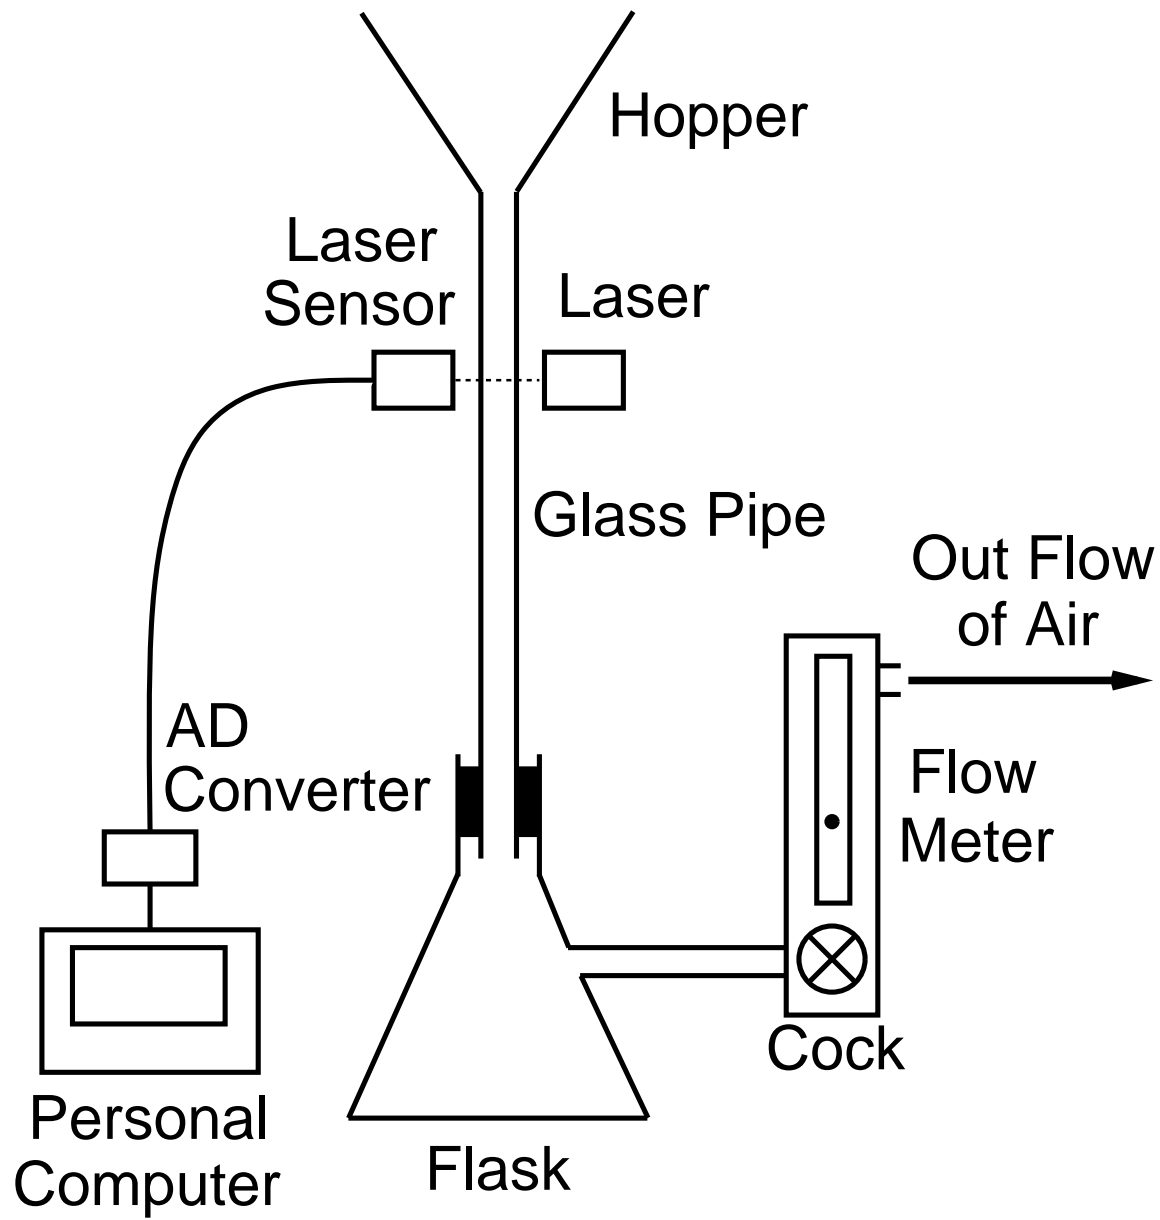 Hopper
Laser
Sensor
Laser
Glass Pipe
Out Flow
of Air
AD
Converter
Flow
Meter
Cock
Personal
Computer
Flask